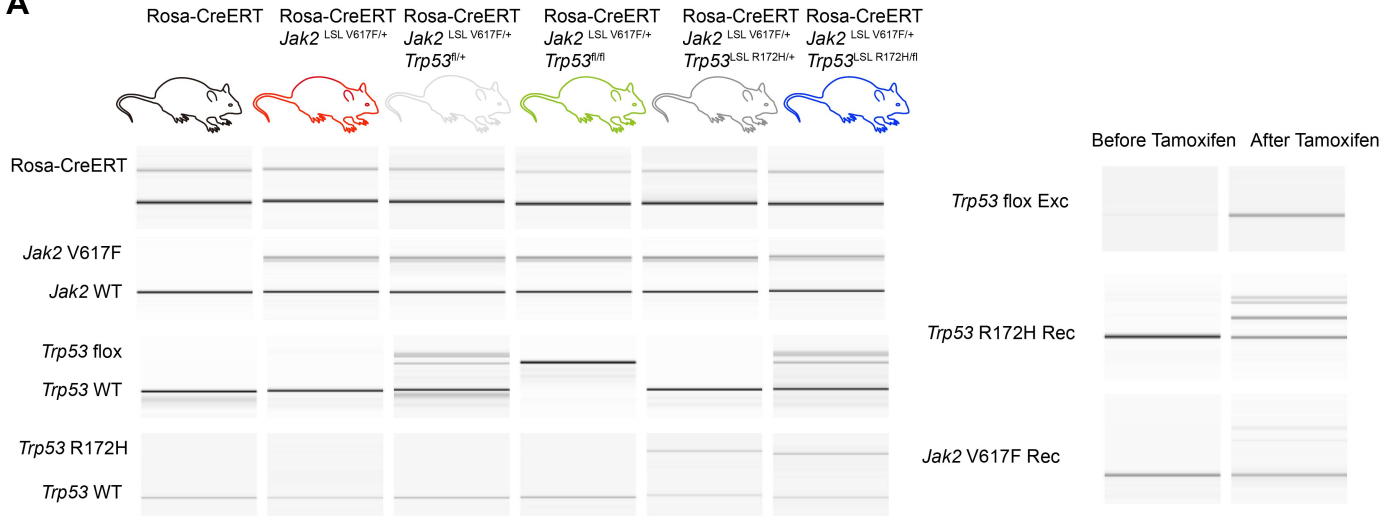 A
Rosa-CreERT
Rosa-CreERT
Jak2 LSL V617F/+
Rosa-CreERT
Jak2 LSL V617F/+
Trp53fl/+
Rosa-CreERT
Jak2 LSL V617F/+
Trp53fl/fl
Rosa-CreERT
Jak2 LSL V617F/+
Trp53LSL R172H/+
Rosa-CreERT
Jak2 LSL V617F/+
Trp53LSL R172H/fl
Rosa-CreERT
Jak2 V617F
Jak2 WT
Trp53 flox
Trp53 WT
Trp53 R172H
Trp53 WT
Before Tamoxifen After Tamoxifen
Trp53 flox Exc
Trp53 R172H Rec
Jak2 V617F Rec